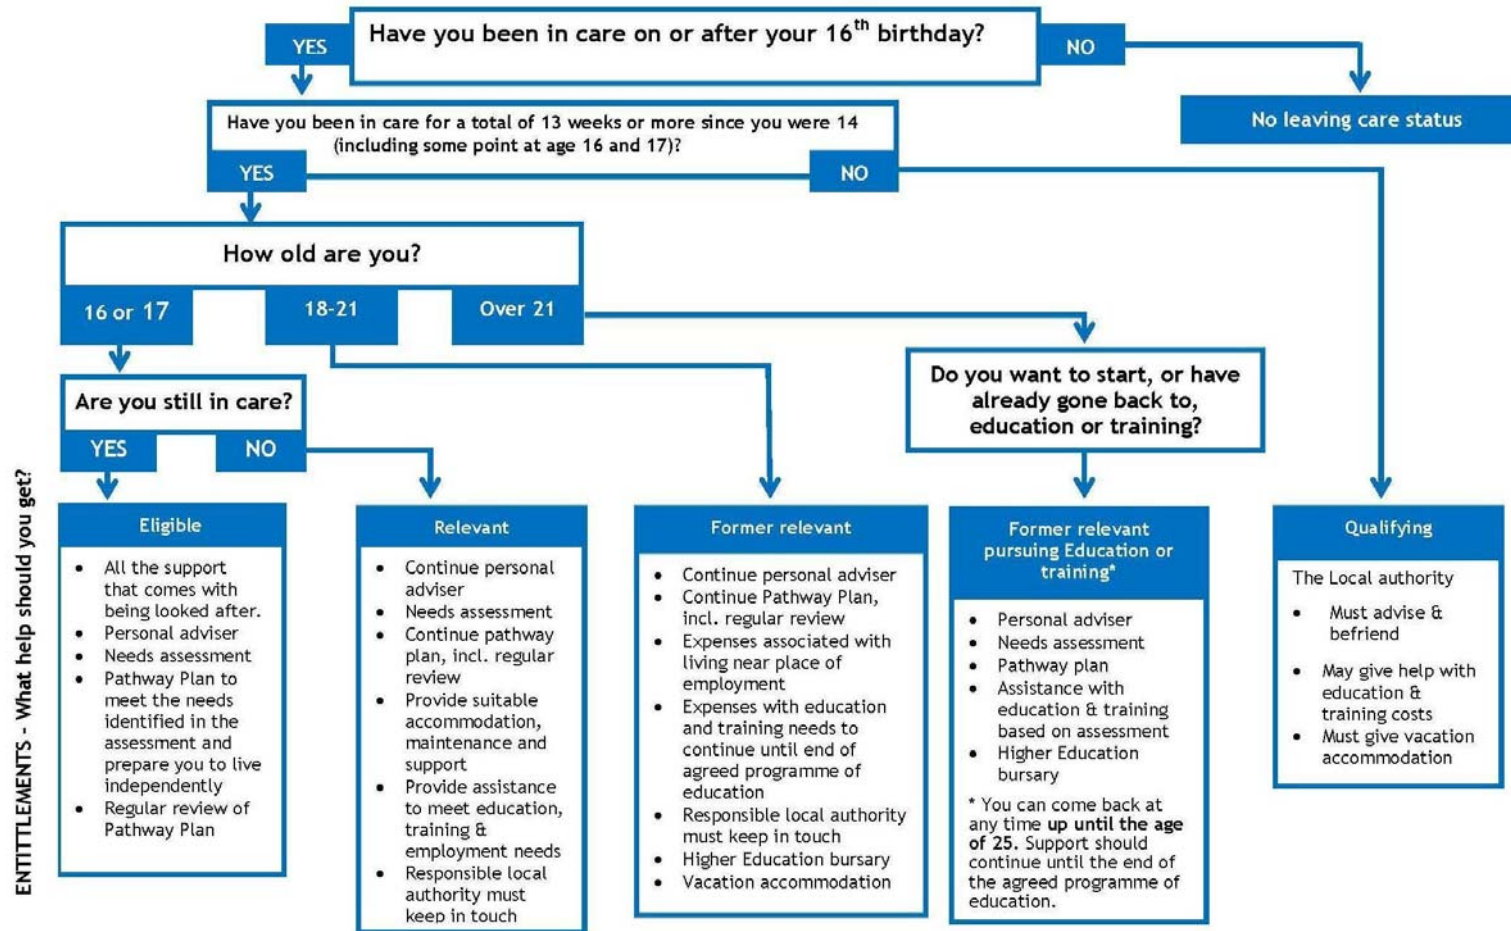 Have you been in care on or after your 16th birthday?
YES
NO
No leaving care status
Have you been in care for a total of 13 weeks or more since you were 14
(including some point at age 16 and 17)?
YES
NO
How old are you?
16 or 17
18-21
Over 21
Are you still in care?
YES
NO
Do you want to start, or have
already gone back to,
education or training?
ENTITTLEMENTS - What help should you get?
Eligible
• All the support
that comes with
being looked after.
• Personal adviser
• Needs assessment
• Pathway Plan to
meet the needs
identified in the
assessment and
prepare you to live
independently
• Regular review of
Pathway Plan
Relevant
• Continue personal
adviser
• Needs assessment
• Continue pathway
plan, incl. regular
review
• Provide suitable
accommodation,
maintenance and
support
• Provide assistance
to meet education,
training &
employment needs
• Responsible local
authority must
keep in touch
Former relevant
• Continue personal adviser
• Continue Pathway Plan,
incl. regular review
• Expenses associated with
living near place of
employment
• Expenses with education
and training needs to
continue until end of
agreed programme of
education
• Responsible local authority
must keep in touch
• Higher Education bursary
• Vacation accommodation
Former relevant
pursuing Education or
training*
• Personal adviser
• Needs assessment
• Pathway plan
• Assistance with
education & training
based on assessment
• Higher Education
bursary
* You can come back at
any time up until the age
of 25. Support should
continue until the end of
the agreed programme of
education.
Qualifying
The Local authority
• Must advise &
befriend
• May give help with
education &
training costs
• Must give vacation
accommodation